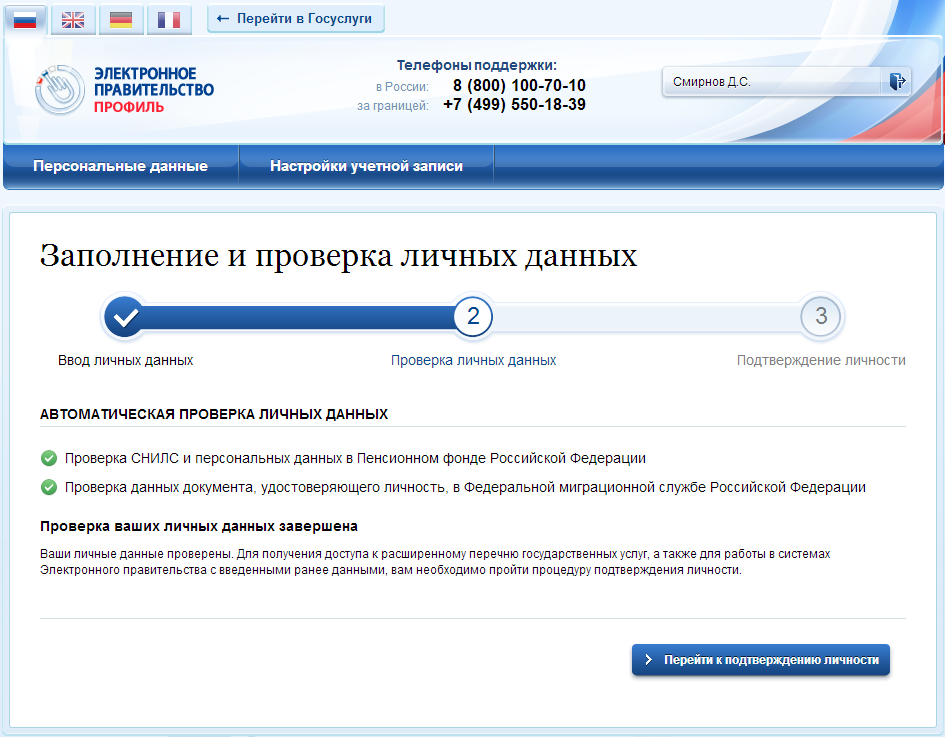 ← Перейти в Госуслуги
ЭЛЕКТРОННОЕ
ПРАВИТЕЛЬСТВО
ПРОФИЛЬ
Телефоны поддержки:
в России: 8 (800) 100-70-10
за границей: +7 (499) 550-18-39
Смирнов Д.С.
Персональные данные
Настройки учетной записи
Заполнение и проверка личных данных
2
3
Ввод личных данных
Проверка личных данных
Подтверждение личности
АВТОМАТИЧЕСКАЯ ПРОВЕРКА ЛИЧНЫХ ДАННЫХ
Проверка СНИЛС и персональных данных в Пенсионном фонде Российской Федерации
Проверка данных документа, удостоверяющего личность, в Федеральной миграционной службе Российской Федерации
Проверка ваших личных данных завершена
Ваши личные данные проверены. Для получения доступа к расширенному перечню государственных услуг, а также для работы в системах
Электронного правительства с введенными ранее данными, вам необходимо пройти процедуру подтверждения личности.
Перейти к подтверждению личности